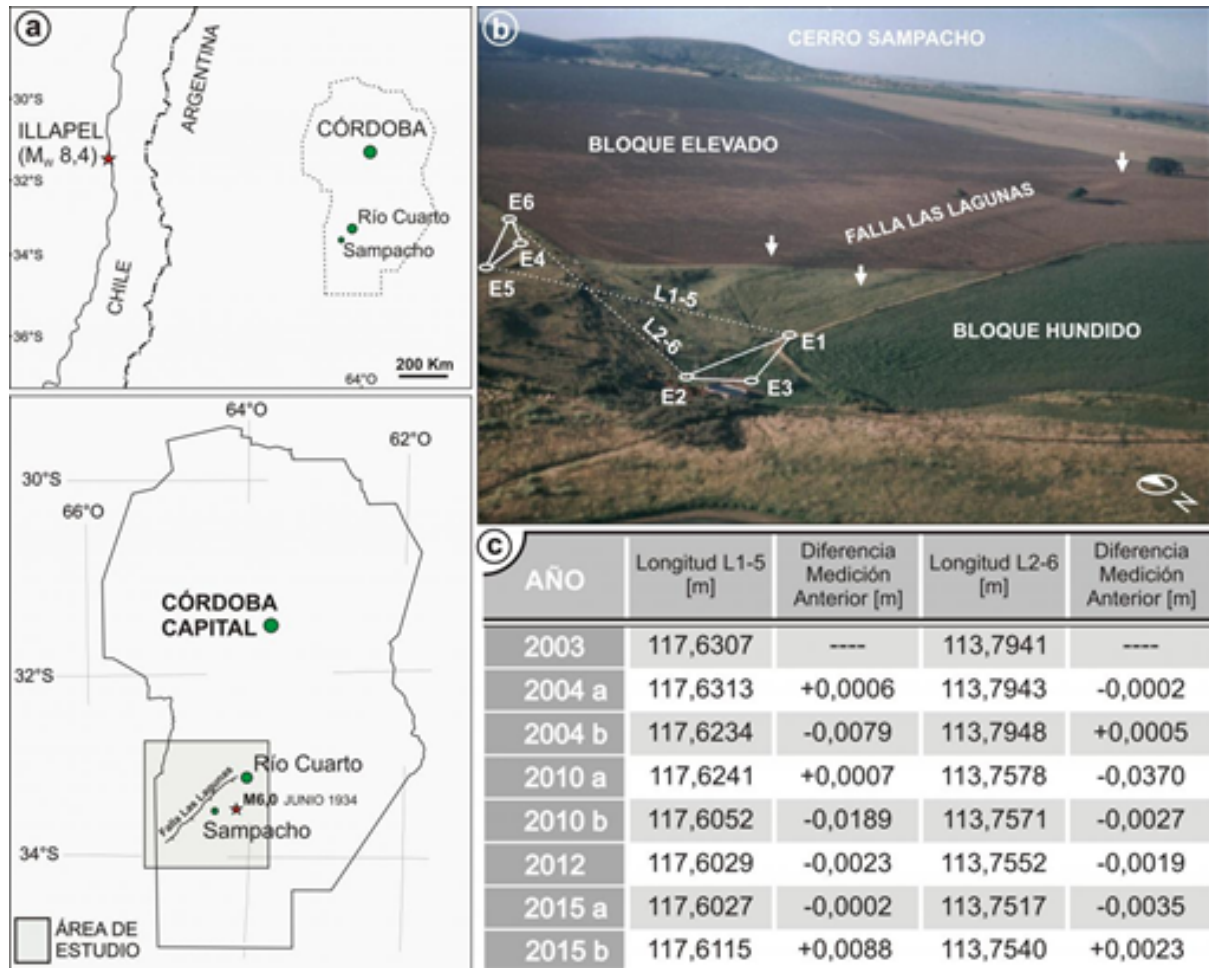 a
30°S
ILLAPEL
(Mw 8,4)
32°S
34°S
36°S
CHILE
ARGENTINA
CÓRDOBA
Río Cuarto
Sampacho
64°O
200 Km
64°O
62°O
30°S
66°O
CÓRDOBA
CAPITAL
32°S
Río Cuarto
Falla Las Lagunas
M6,0 JUNIO 1934
Sampacho
34°S
ÁREA DE
ESTUDIO
b
CERRO SAMPACHO
BLOQUE ELEVADO
FALLA LAS LAGUNAS
E6
E4
E5
L1-5
L2-6
BLOQUE HUNDIDO
E1
E2
E3
N
c
AÑO Longitud L1-5 [m] Diferencia Medición Anterior [m] Longitud L2-6 [m] Diferencia Medición Anterior [m]
2003 117,6307 ---- 113,7941 ----
2004 a 117,6313 +0,0006 113,7943 -0,0002
2004 b 117,6234 -0,0079 113,7948 +0,0005
2010 a 117,6241 +0,0007 113,7578 -0,0370
2010 b 117,6052 -0,0189 113,7571 -0,0027
2012 117,6029 -0,0023 113,7552 -0,0019
2015 a 117,6027 -0,0002 113,7517 -0,0035
2015 b 117,6115 +0,0088 113,7540 +0,0023